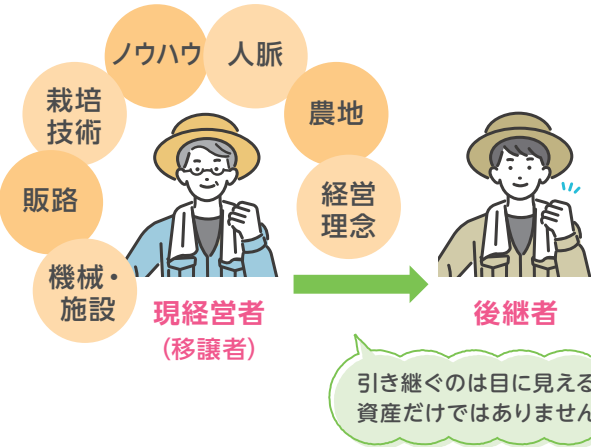 ノウハウ
人脈
栽培
技術
農地
販路
経営
理念
機械・
施設
現経営者
(移譲者)
後継者
引き継ぐのは目に見える
資産だけではありません